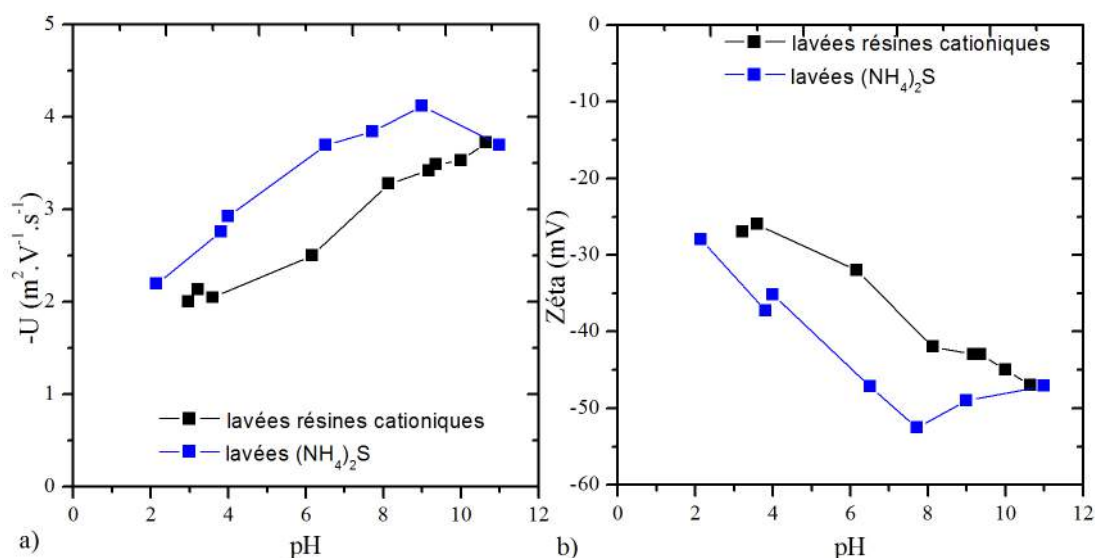 5
4
3
2
1
0
-U (m².V⁻¹.s⁻¹)
lavées résines cationiques
lavées (NH₄)₂S
0 2 4 6 8 10 12
pH
a)
-0
-10
-20
-30
-40
-50
-60
Zéta (mV)
lavées résines cationiques
lavées (NH₄)₂S
0 2 4 6 8 10 12
pH
b)